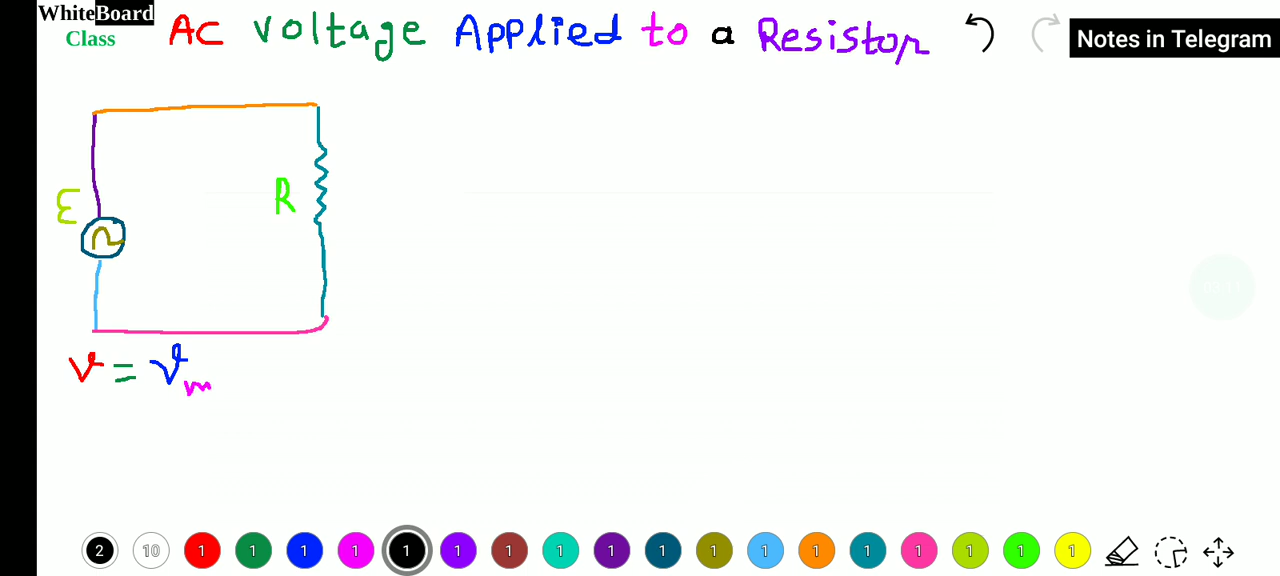 WhiteBoard
Class
AC voltage Applied to a Resistor
Notes in Telegram
ε
R
v = vm
2 10 1 1 1 1 1 1 1 1 1 1 1 1 1 1 1 1 1 1